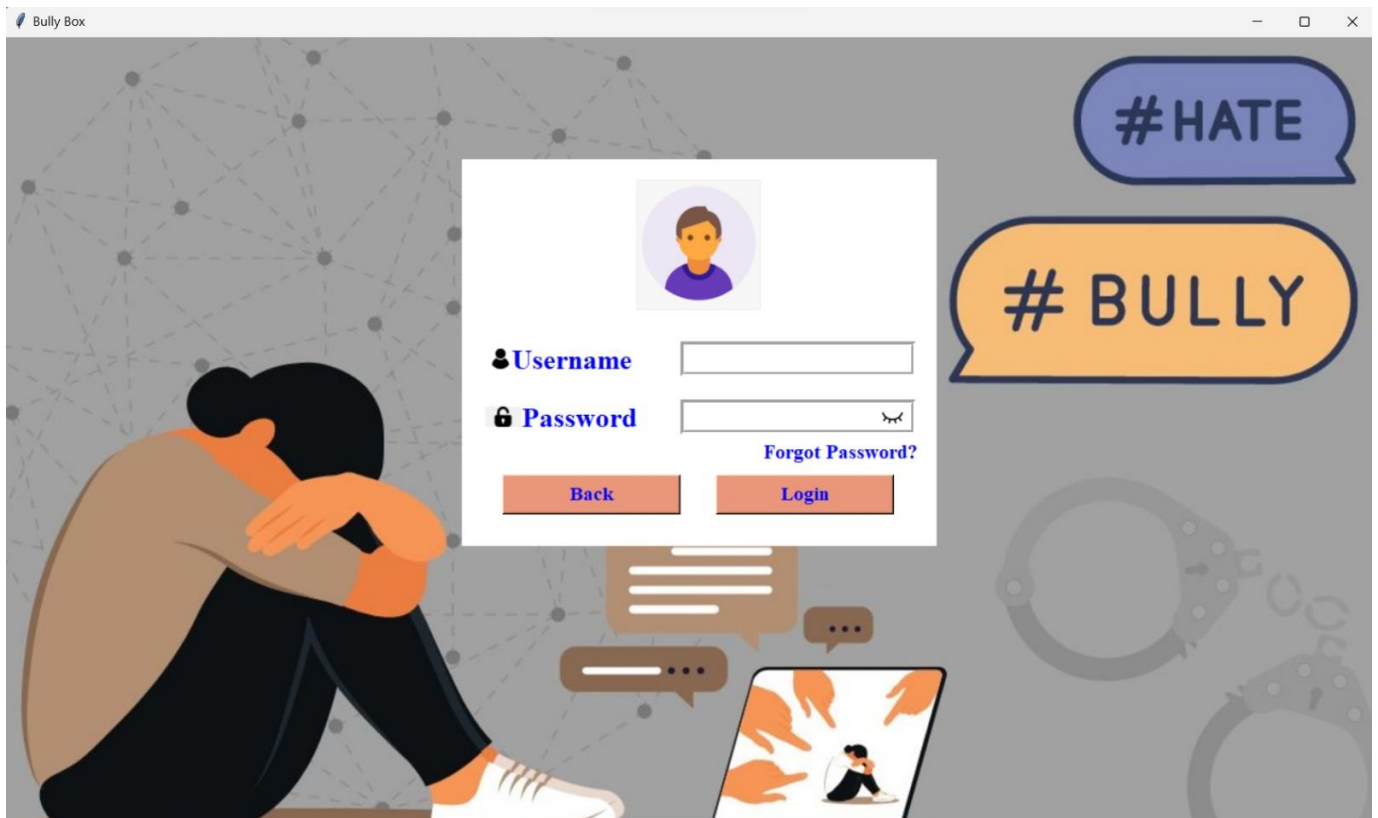 Bully Box
#HATE
# BULLY
Username
Password
Forgot Password?
Back
Login